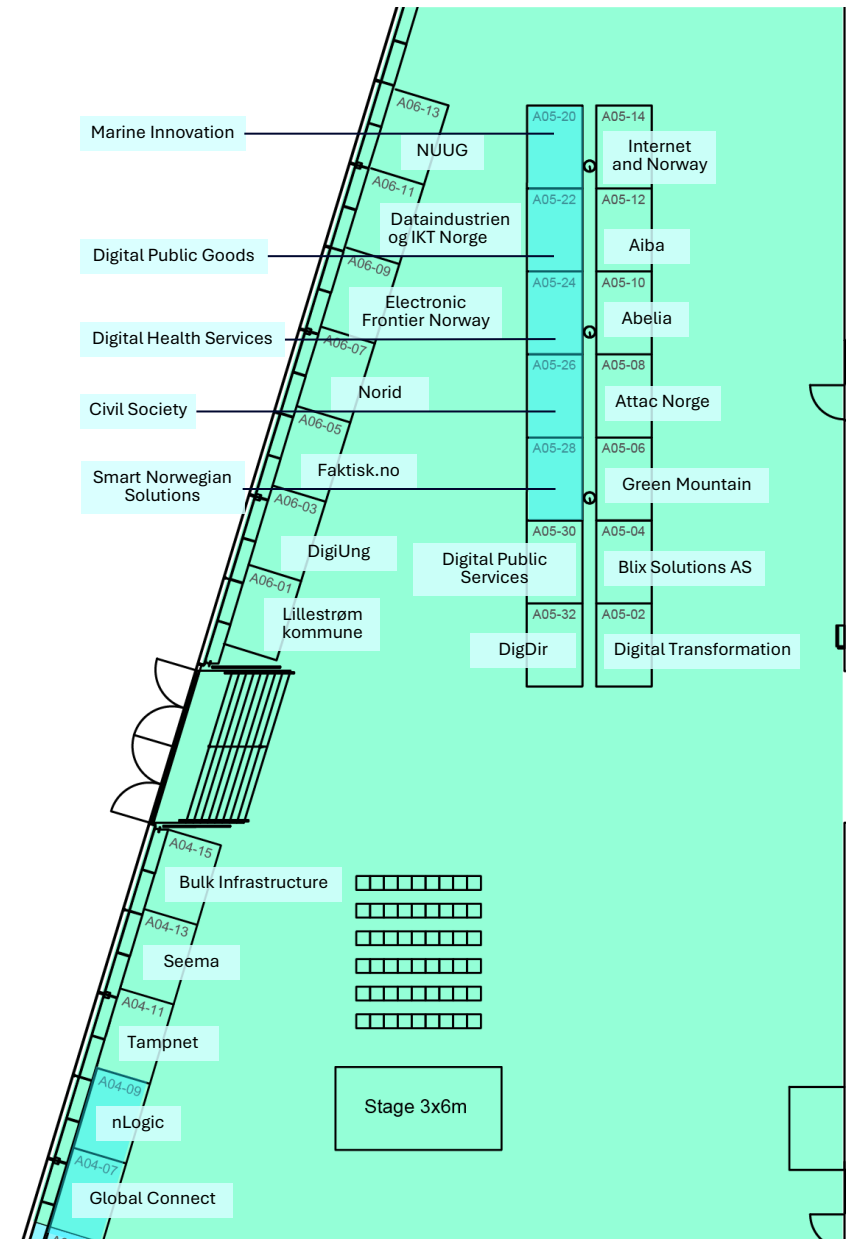 A06-13
A05-20
A05-14
Marine Innovation
NUUG
Internet
and Norway
A06-11
A05-22
A05-12
Dataindustrien
og IKT Norge
Aiba
Digital Public Goods
A06-09
A05-24
A05-10
Electronic
Frontier Norway
Abelia
Digital Health Services
A06-07
A05-26
A05-08
Norid
Attac Norge
Civil Society
A06-05
A05-28
A05-06
Faktisk.no
Smart Norwegian
Solutions
Green Mountain
A06-03
A05-30
A05-04
DigiUng
Digital Public
Services
Blix Solutions AS
A06-01
A05-32
A05-02
Lillestrøm
kommune
DigDir
Digital Transformation
A04-15
Bulk Infrastructure
A04-13
Seema
A04-11
Tampnet
A04-09
Stage 3x6m
nLogic
A04-07
Global Connect